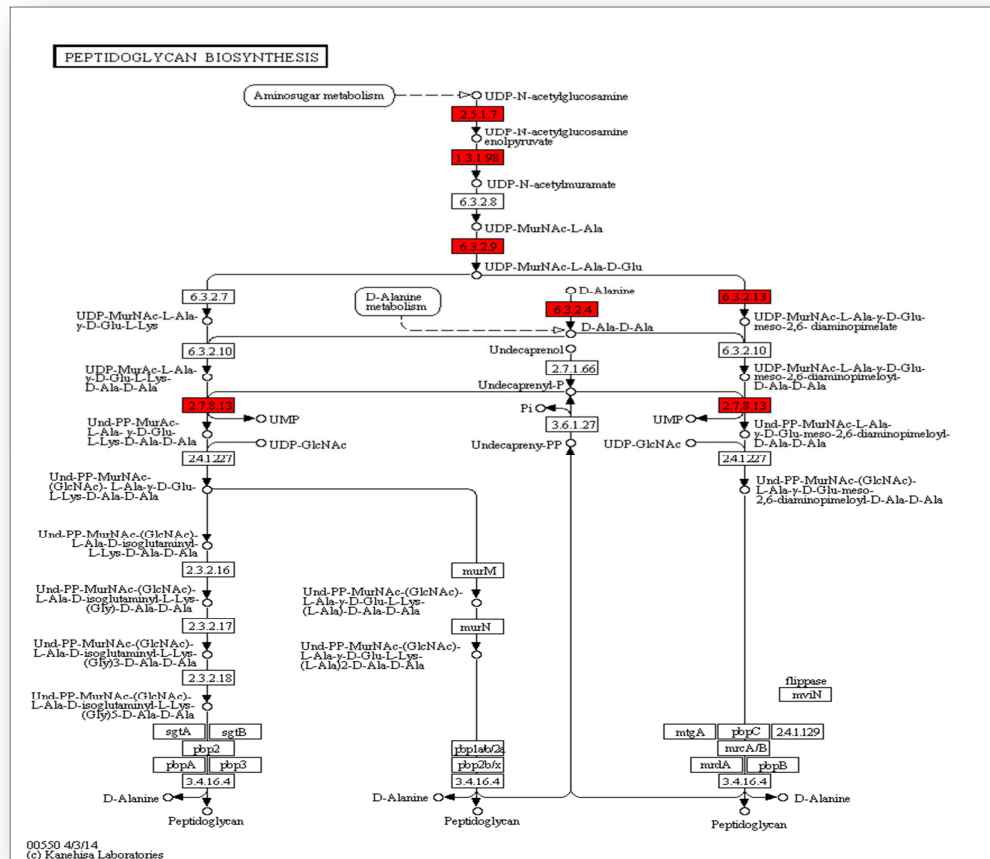 PEPTIDOGLYCAN BIOSYNTHESIS
Aminosugar metabolism
UDP-N-acetylglucosamine
2.5.1.7
UDP-N-acetylglucosamine
enolpyruvate
1.3.1.98
UDP-N-acetylmuramate
6.3.2.8
UDP-MurNAc-L-Ala
6.3.2.9
UDP-MurNAc-L-Ala-D-Glu
6.3.2.7
D-Alanine
metabolism
D-Alanine
6.3.2.4
6.3.2.13
UDP-MurNAc-L-Ala-
γ-D-Glu-L-Lys
D-Ala-D-Ala
UDP-MurNAc-L-Ala-γ-D-Glu-
meso-2,6- diaminopimelate
6.3.2.10
Undecaprenol
2.7.1.66
6.3.2.10
UDP-MurAc-L-Ala-
γ-D-Glu-L-Lys-
D-Ala-D-Ala
Undecaprenyl-P
UDP-MurNAc-L-Ala-γ-D-Glu-
meso-2,6-diaminopimeloyl-
D-Ala-D-Ala
2.7.8.13
UMP
Pi
3.6.1.27
UMP
2.7.8.13
Und-PP-MurAc-
L-Ala- γ-D-Glu-
L-Lys-D-Ala-D-Ala
UDP-GlcNAc
Undecapreny-PP
UDP-GlcNAc
Und-PP-MurNAc-L-Ala-
γ-D-Glu-meso-2,6-diaminopimeloyl-
D-Ala-D-Ala
2.4.1.227
2.4.1.227
Und-PP-MurNAc-
(GlcNAc)- L-Ala-γ-D-Glu-
L-Lys-D-Ala-D-Ala
Und-PP-MurNAc-(GlcNAc)-
L-Ala-γ-D-Glu-meso-
2,6-diaminopimeloyl-D-Ala-D-Ala
Und-PP-MurNAc-(GlcNAc)-
L-Ala-D-isoglutaminyl-
L-Lys-D-Ala-D-Ala
2.3.2.16
murM
Und-PP-MurNAc-(GlcNAc)-
L-Ala-D-isoglutaminyl-L-Lys-
(Gly)-D-Ala-D-Ala
Und-PP-MurNAc-(GlcNAc)-
L-Ala-γ-D-Glu-L-Lys-
(L-Ala)-D-Ala-D-Ala
2.3.2.17
murN
Und-PP-MurNAc-(GlcNAc)-
L-Ala-D-isoglutaminyl-L-Lys-
(Gly)3-D-Ala-D-Ala
Und-PP-MurNAc-(GlcNAc)-
L-Ala-γ-D-Glu-L-Lys-
(L-Ala)2-D-Ala-D-Ala
2.3.2.18
flippase
mviN
Und-PP-MurNAc-(GlcNAc)-
L-Ala-D-isoglutaminyl-L-Lys-
(Gly)5-D-Ala-D-Ala
sgtA sgtB
pbp2
pbpA pbp3
3.4.16.4
pbp1a/b/2a
pbp2b/x
3.4.16.4
mtgA pbpC 2.4.1.129
mrcA/B
mrdA pbpB
3.4.16.4
D-Alanine
D-Alanine
D-Alanine
Peptidoglycan
Peptidoglycan
Peptidoglycan
00550 4/3/14
(c) Kanehisa Laboratories